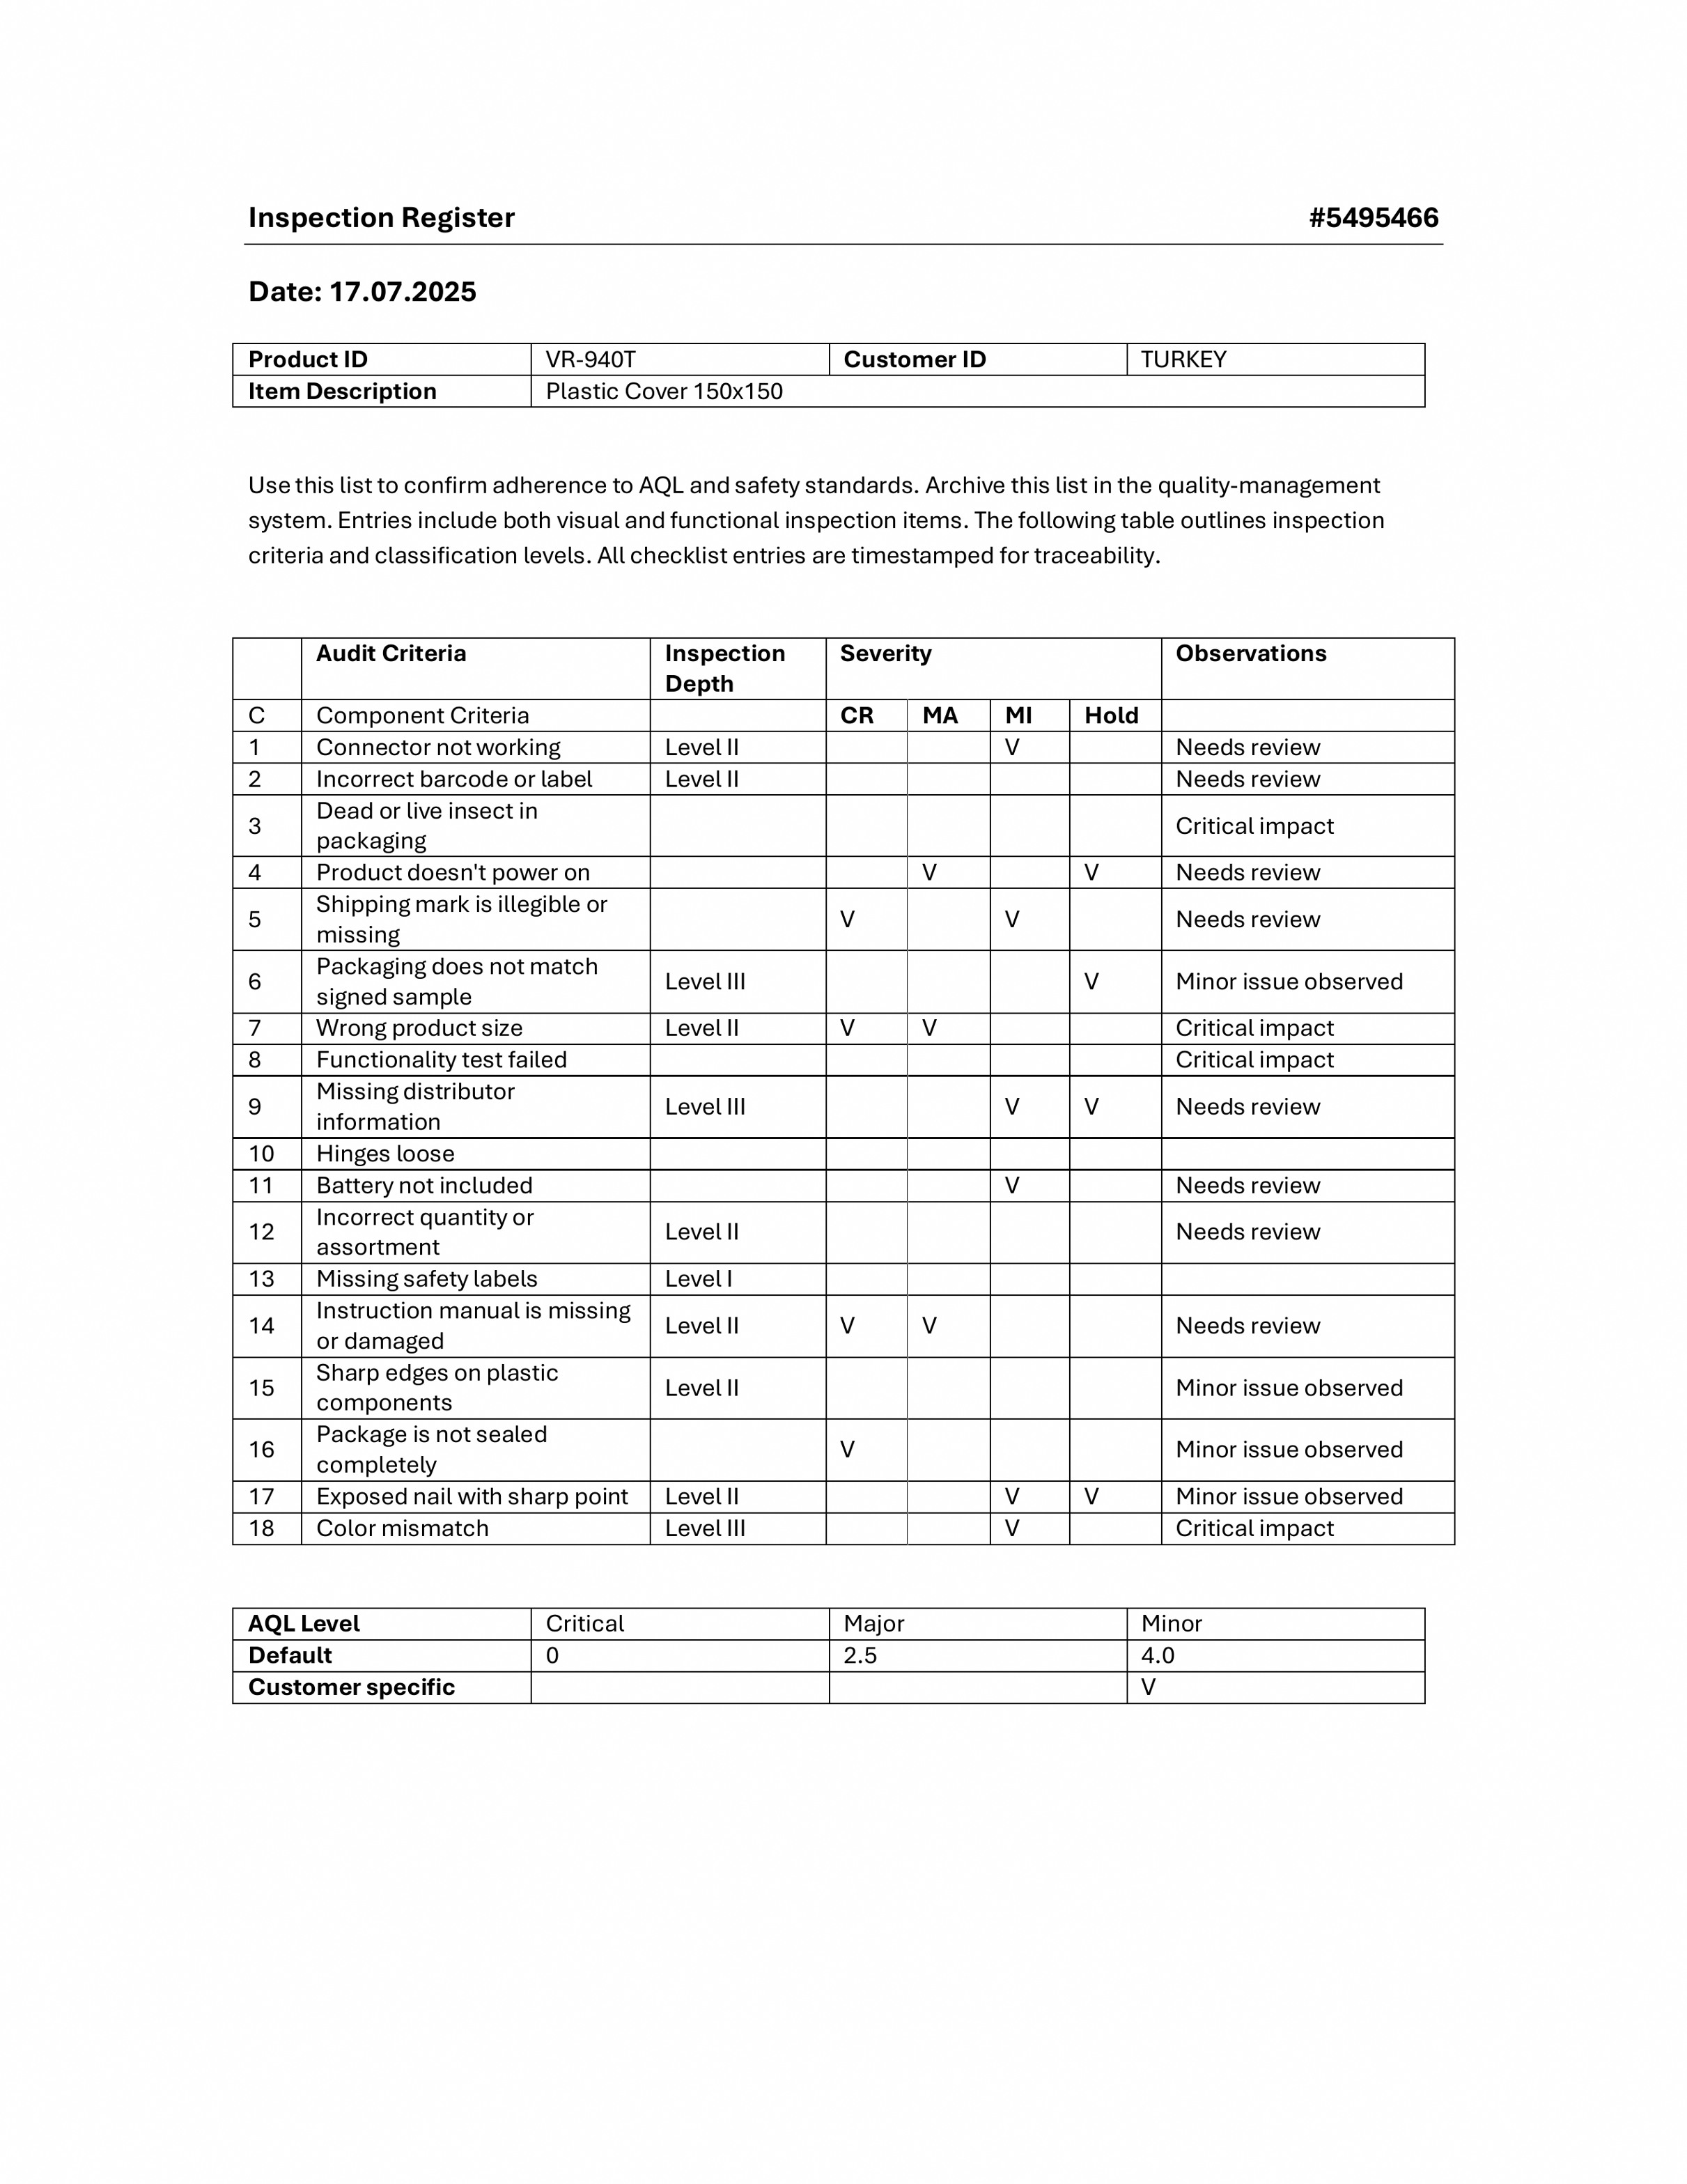 Inspection Register #5495466
Date: 17.07.2025
Product ID VR-940T Customer ID TURKEY
Item Description Plastic Cover 150x150
Use this list to confirm adherence to AQL and safety standards. Archive this list in the quality-management
system. Entries include both visual and functional inspection items. The following table outlines inspection
criteria and classification levels. All checklist entries are timestamped for traceability.
Audit Criteria Inspection Depth Severity Observations
C Component Criteria CR MA MI Hold
1 Connector not working Level II V Needs review
2 Incorrect barcode or label Level II Needs review
3 Dead or live insect in packaging Critical impact
4 Product doesn't power on V V Needs review
5 Shipping mark is illegible or missing V V Needs review
6 Packaging does not match signed sample Level III V Minor issue observed
7 Wrong product size Level II V V Critical impact
8 Functionality test failed Critical impact
9 Missing distributor information Level III V V Needs review
10 Hinges loose
11 Battery not included V Needs review
12 Incorrect quantity or assortment Level II Needs review
13 Missing safety labels Level I
14 Instruction manual is missing or damaged Level II V V Needs review
15 Sharp edges on plastic components Level II Minor issue observed
16 Package is not sealed completely V Minor issue observed
17 Exposed nail with sharp point Level II V V Minor issue observed
18 Color mismatch Level III V Critical impact
AQL Level Critical Major Minor
Default 0 2.5 4.0
Customer specific V